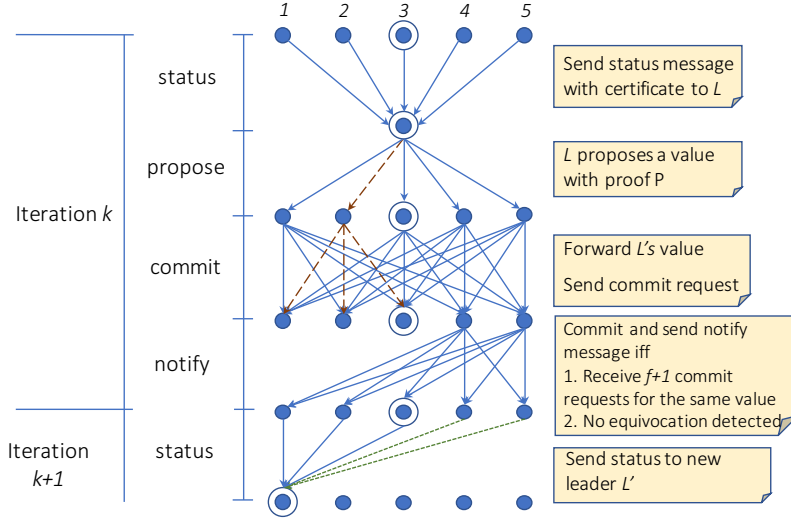 1 2 3 4 5
status
Send status message
with certificate to L
propose
L proposes a value
with proof P
Iteration k
commit
Forward L's value
Send commit request
notify
Commit and send notify
message iff
1. Receive f+1 commit
requests for the same value
2. No equivocation detected
Iteration
k+1
status
Send status to new
leader L'